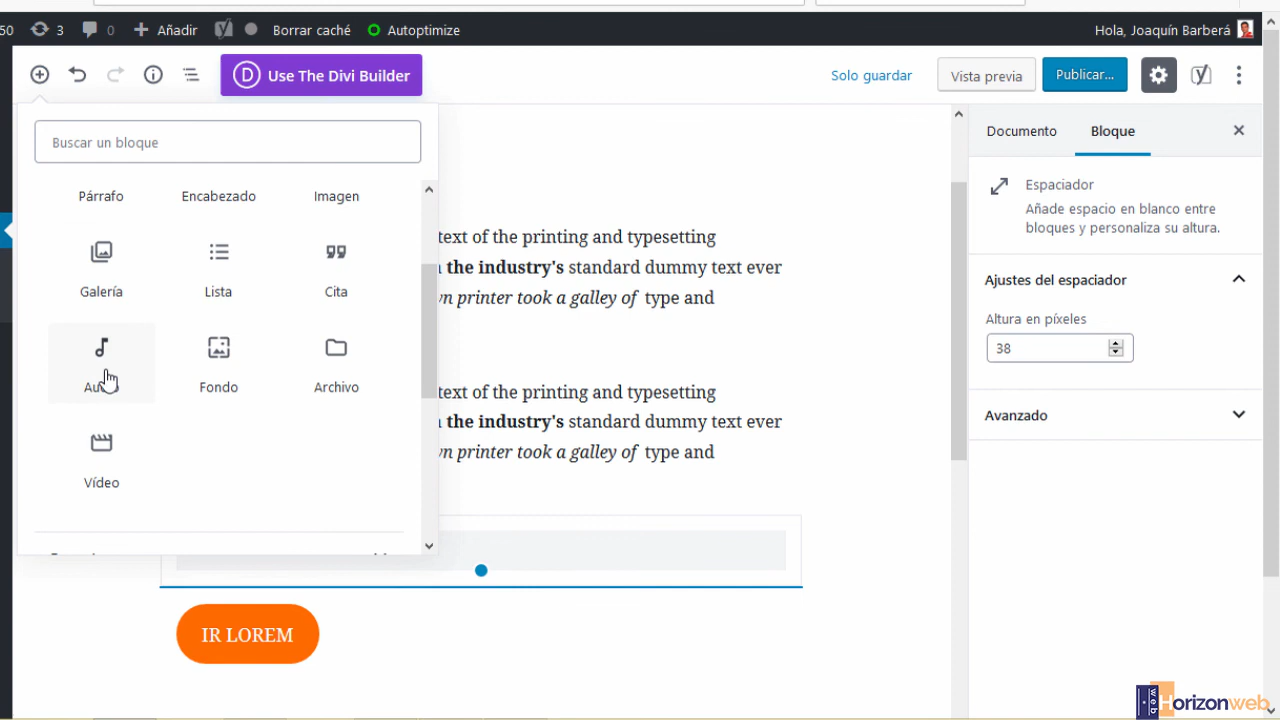 50
3
0
Añadir
Borrar caché
Autoptimize
Hola, Joaquín Barberá
D Use The Divi Builder
Solo guardar
Vista previa
Publicar...
Buscar un bloque
Párrafo
Encabezado
Imagen
Galería
Lista
Cita
Fondo
Archivo
Vídeo
text of the printing and typesetting
the industry's standard dummy text ever
printer took a galley of type and
text of the printing and typesetting
the industry's standard dummy text ever
printer took a galley of type and
IR LOREM
Documento
Bloque
Espaciador
Añade espacio en blanco entre
bloques y personaliza su altura.
Ajustes del espaciador
Altura en píxeles
38
Avanzado
web Horizonweb